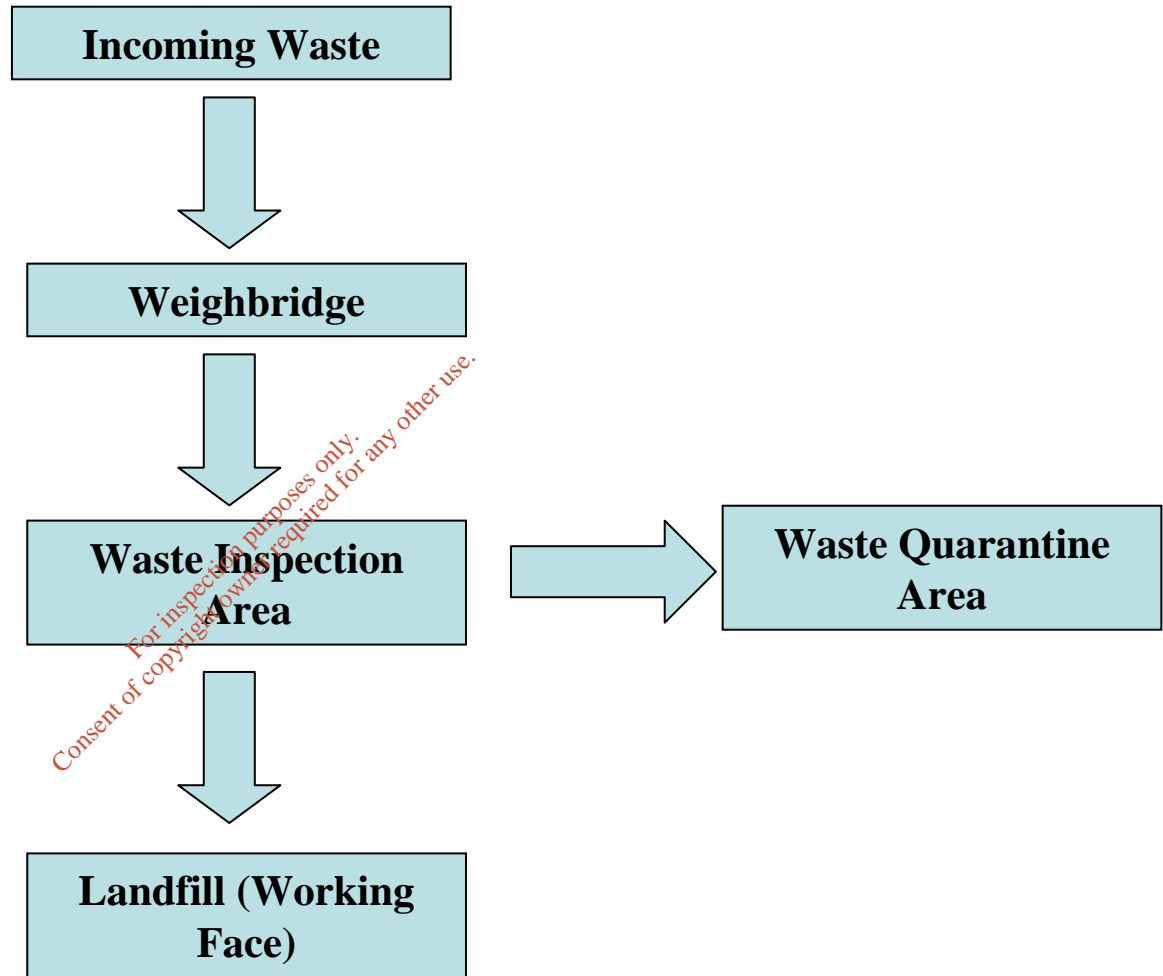 Incoming Waste
Weighbridge
Waste Inspection
Area
Waste Quarantine
Area
Landfill (Working
Face)
For inspection purposes only.
Consent of copyright owner required for any other use.